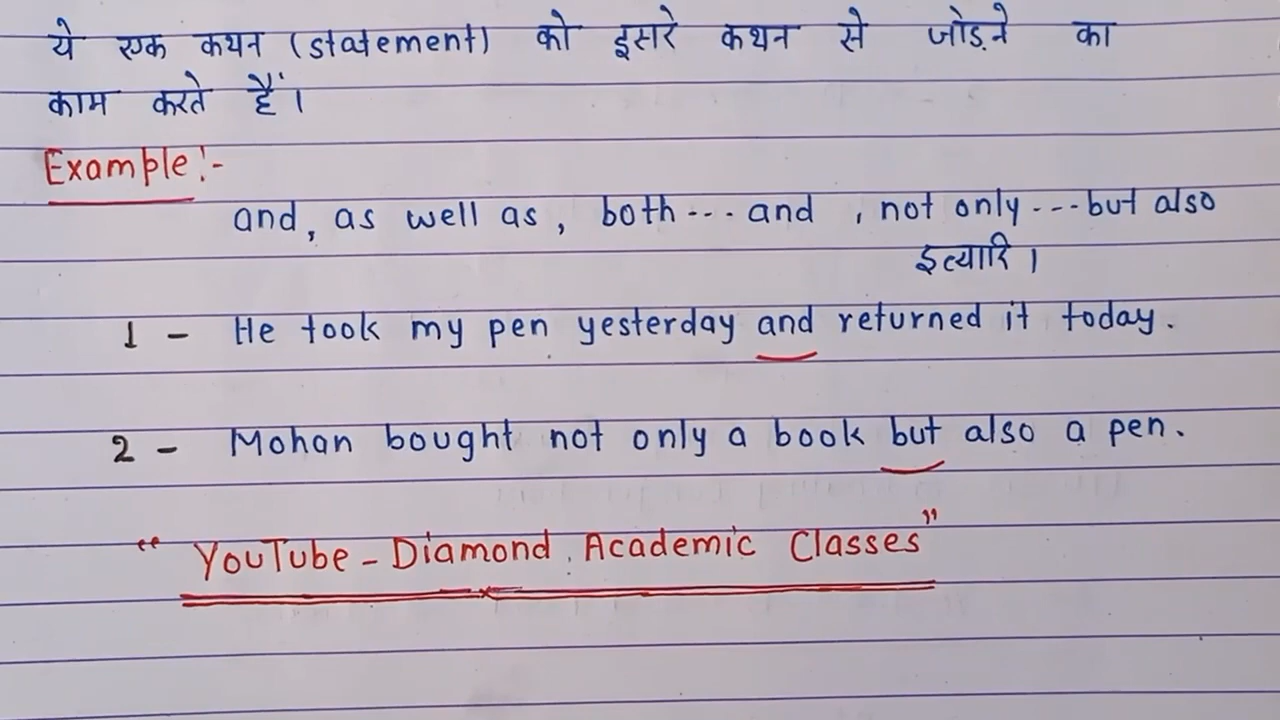 ये एक कथन (statement) को इसरे कथन से जोड़ने का
काम करते हैं।
Example:-
and, as well as, both --- and , not only --- but also
इत्यादि।
1 - He took my pen yesterday and returned it today.
2 - Mohan bought not only a book but also a pen.
"YouTube - Diamond Academic Classes"